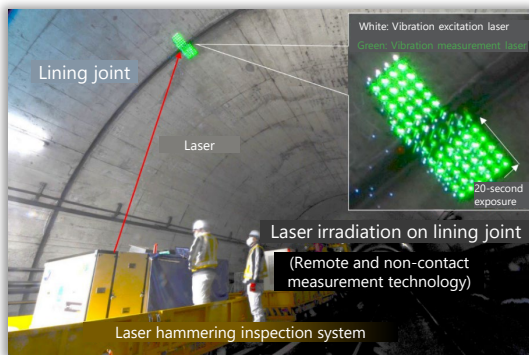 White: Vibration excitation laser
Green: Vibration measurement laser
Lining joint
Laser
20-second
exposure
Laser irradiation on lining joint
(Remote and non-contact
measurement technology)
Laser hammering inspection system